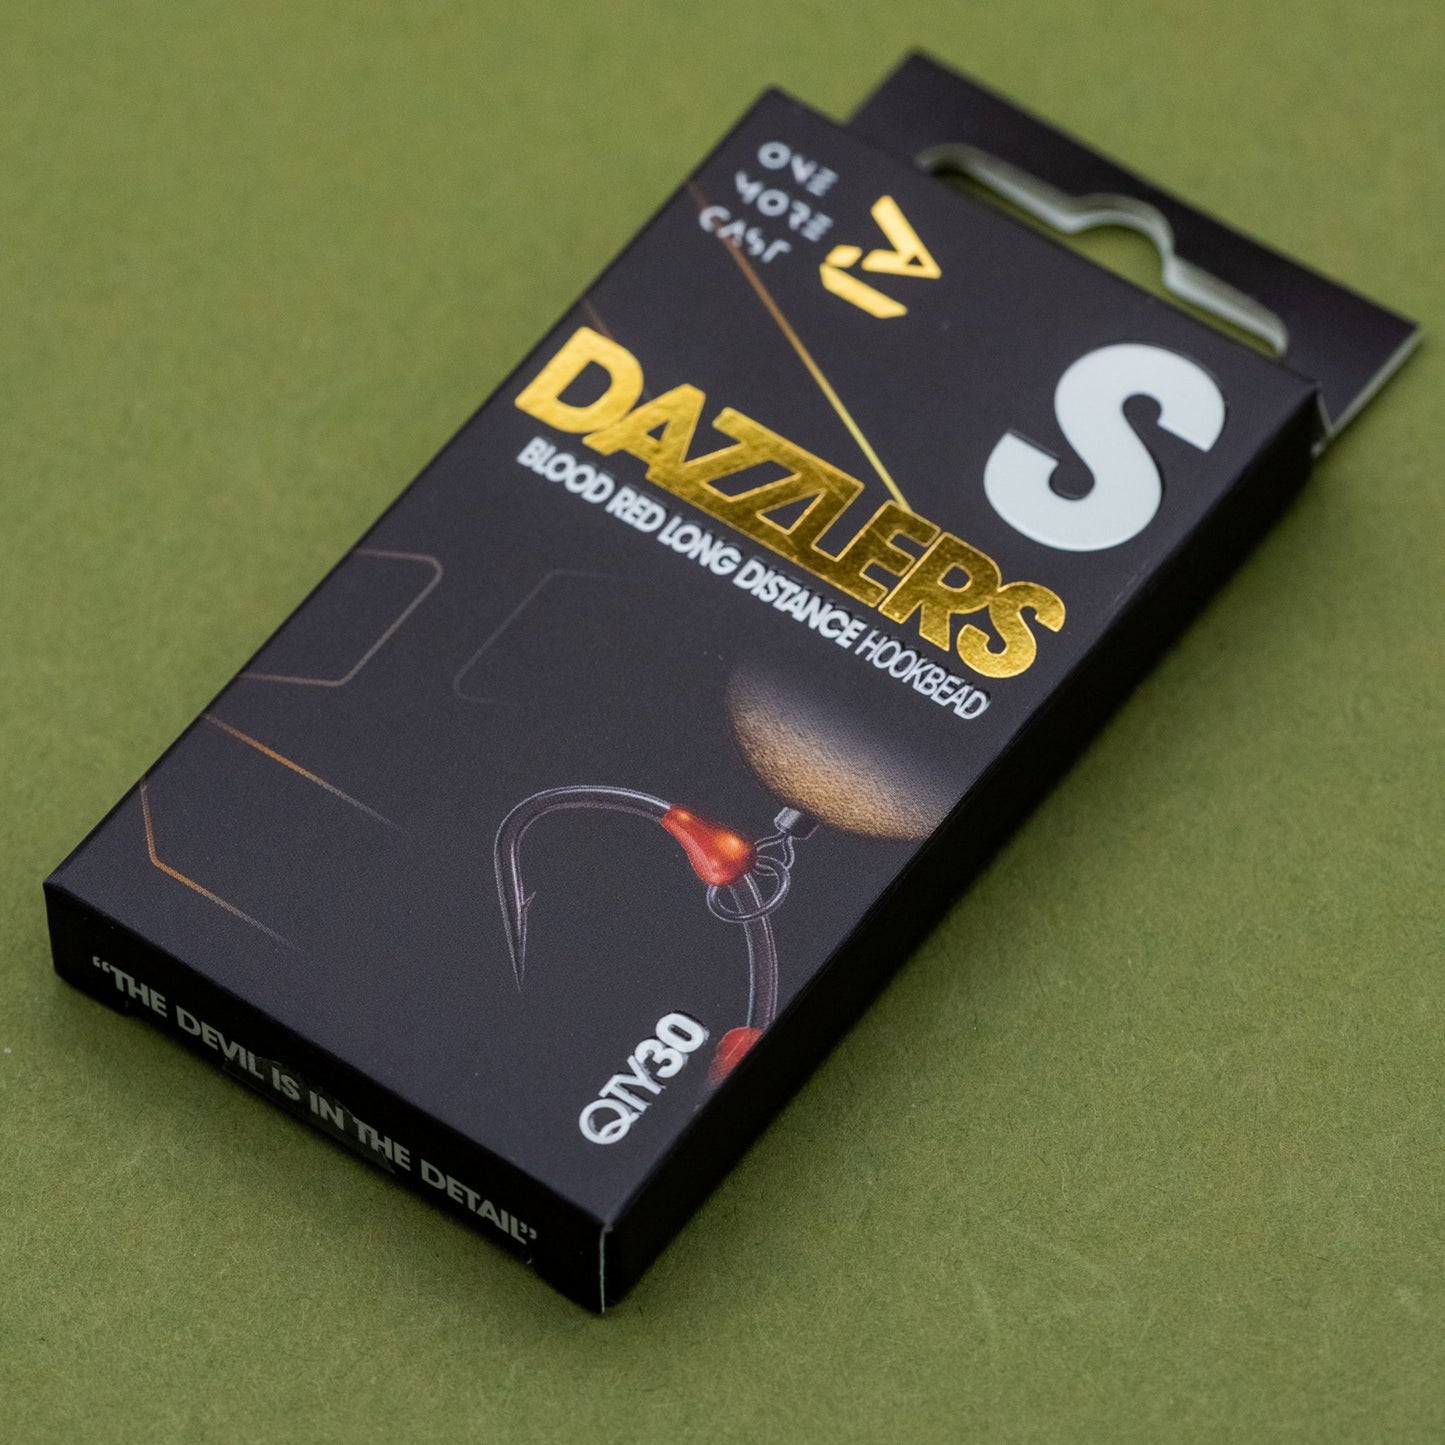 ONE
MORE
CAST
S
DAZZLERS
BLOOD RED LONG DISTANCE HOOKBEAD
QTY30
“THE DEVIL IS IN THE DETAIL”